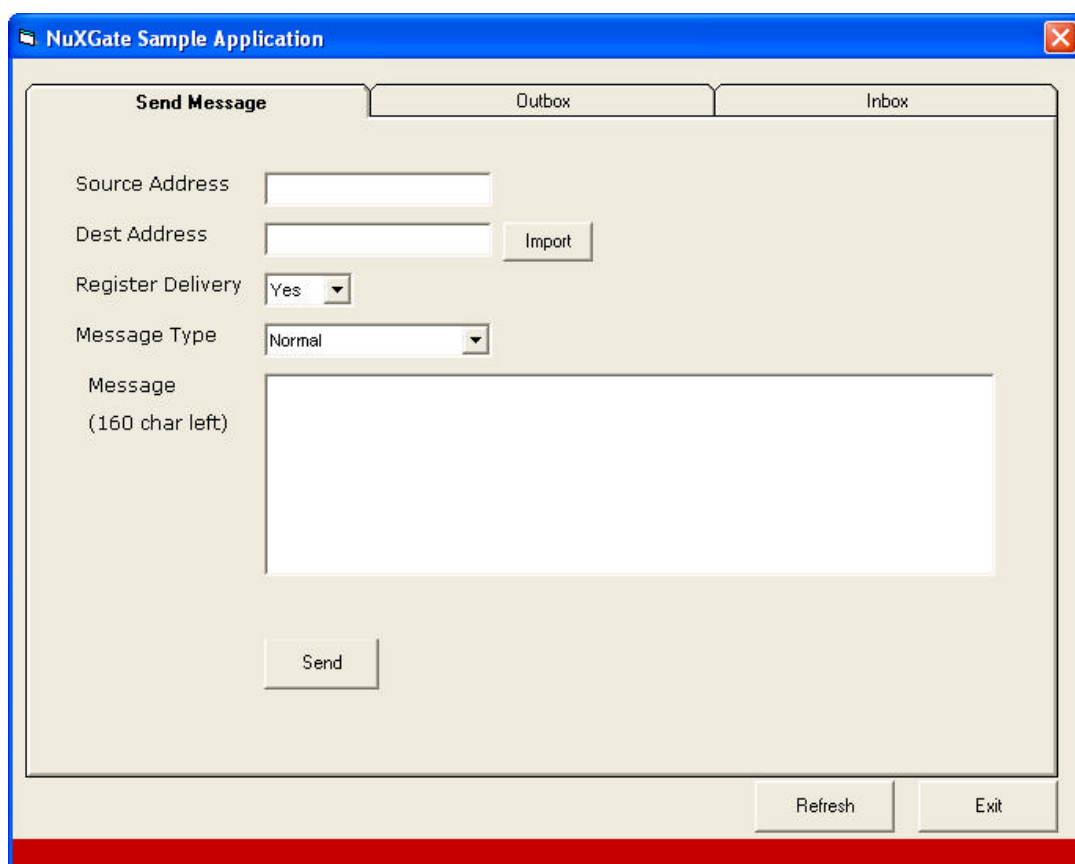 NuXGate Sample Application
Send Message Outbox Inbox
Source Address
Dest Address Import
Register Delivery Yes
Message Type Normal
Message
(160 char left)
Send
Refresh Exit